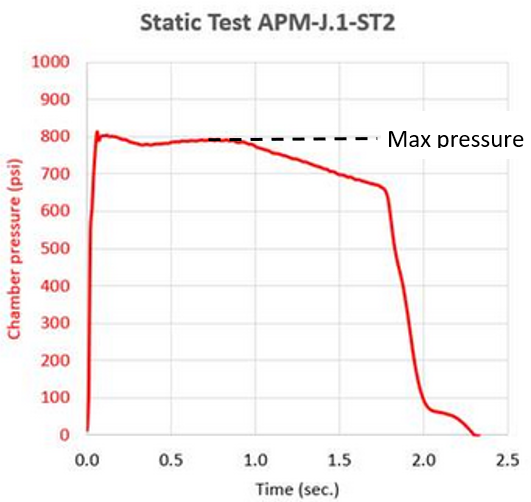 Static Test APM-J.1-ST2
1000
900
800
Max pressure
700
600
500
400
300
200
100
0
Chamber pressure (psi)
0.0 0.5 1.0 1.5 2.0 2.5
Time (sec.)